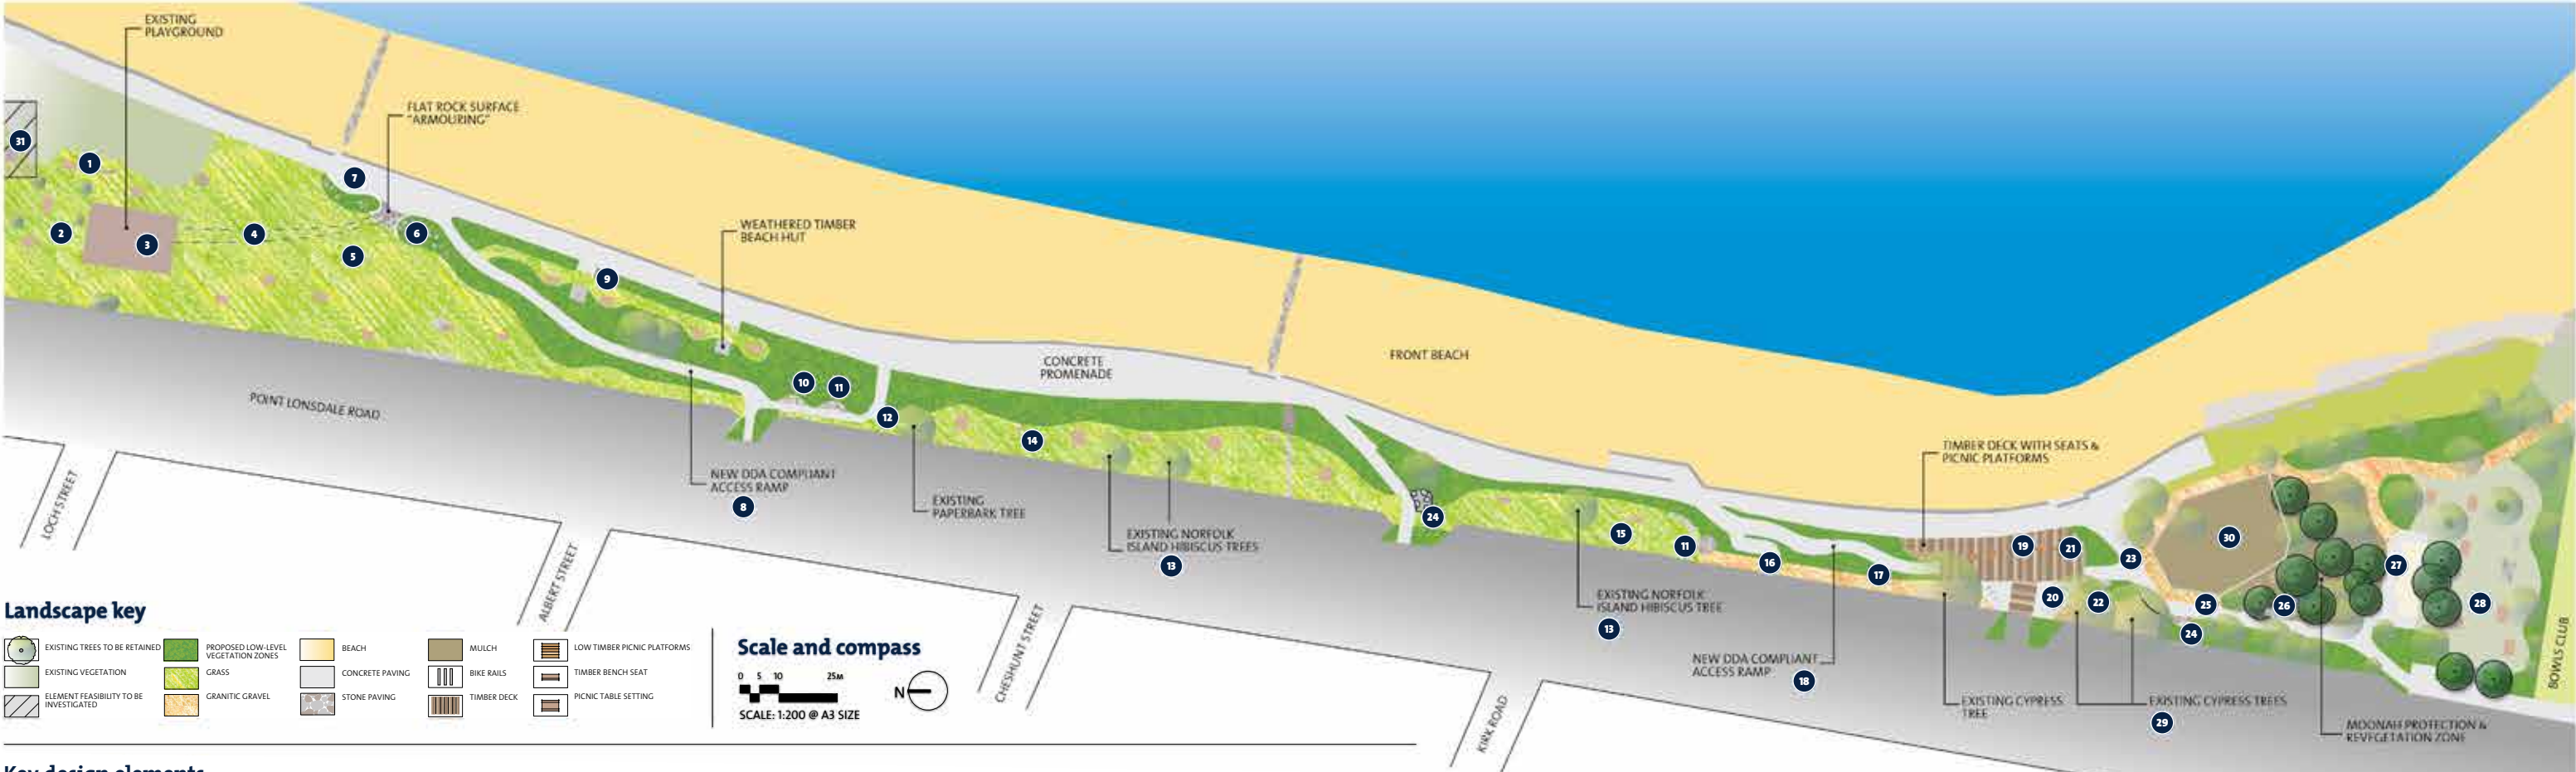 EXISTING
PLAYGROUND
FLAT ROCK SURFACE
"ARMOURING"
31
1
7
2
3
4
5
6
WEATHERED TIMBER
BEACH HUT
9
POINT LONSDALE ROAD
10
11
12
CONCRETE
PROMENADE
FRONT BEACH
14
NEW DDA COMPLIANT
ACCESS RAMP
8
EXISTING
PAPERBARK TREE
EXISTING NORFOLK
ISLAND HIBISCUS TREES
13
24
15
11
16
17
TIMBER DECK WITH SEATS &
PICNIC PLATFORMS
19
21
20
22
23
30
25
24
26
27
28
EXISTING NORFOLK
ISLAND HIBISCUS TREE
13
NEW DDA COMPLIANT
ACCESS RAMP
18
EXISTING CYPRESS
TREE
EXISTING CYPRESS TREES
29
MOONAH PROTECTION &
REVEGETATION ZONE
BOWLS CLUB
LOCH STREET
ALBERT STREET
CHESHUNT STREET
KIRK ROAD
Landscape key
EXISTING TREES TO BE RETAINED
EXISTING VEGETATION
ELEMENT FEASIBILITY TO BE
INVESTIGATED
PROPOSED LOW-LEVEL
VEGETATION ZONES
GRASS
GRANITIC GRAVEL
BEACH
CONCRETE PAVING
STONE PAVING
MULCH
BIKE RAILS
TIMBER DECK
LOW TIMBER PICNIC PLATFORMS
TIMBER BENCH SEAT
PICNIC TABLE SETTING
Scale and compass
0 5 10 25M
N
SCALE: 1:200 @ A3 SIZE
Key design elements